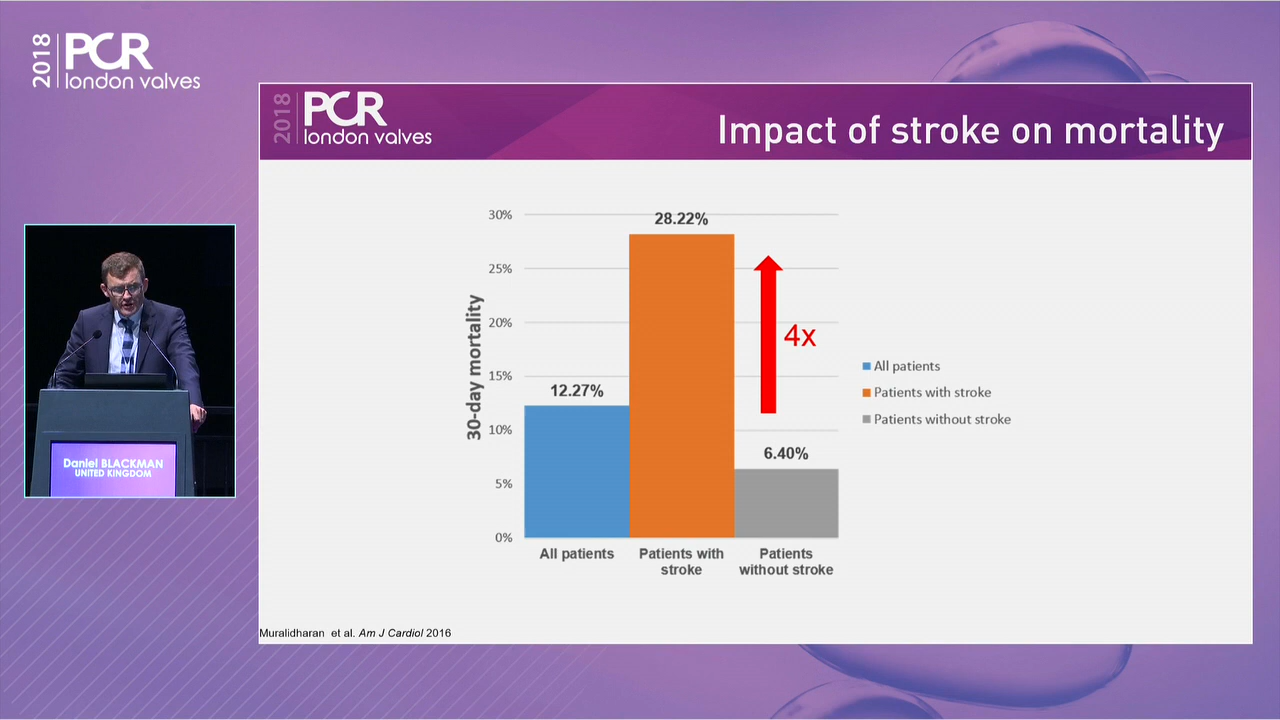 2018
PCR
london valves
2018
PCR
london valves
Impact of stroke on mortality
30-day mortality
30%
25%
20%
15%
10%
5%
0%
12.27%
28.22%
6.40%
4x
All patients
Patients with
stroke
Patients
without stroke
All patients
Patients with stroke
Patients without stroke
Muralidharan et al. Am J Cardiol 2016
Daniel BLACKMAN
UNITED KINGDOM